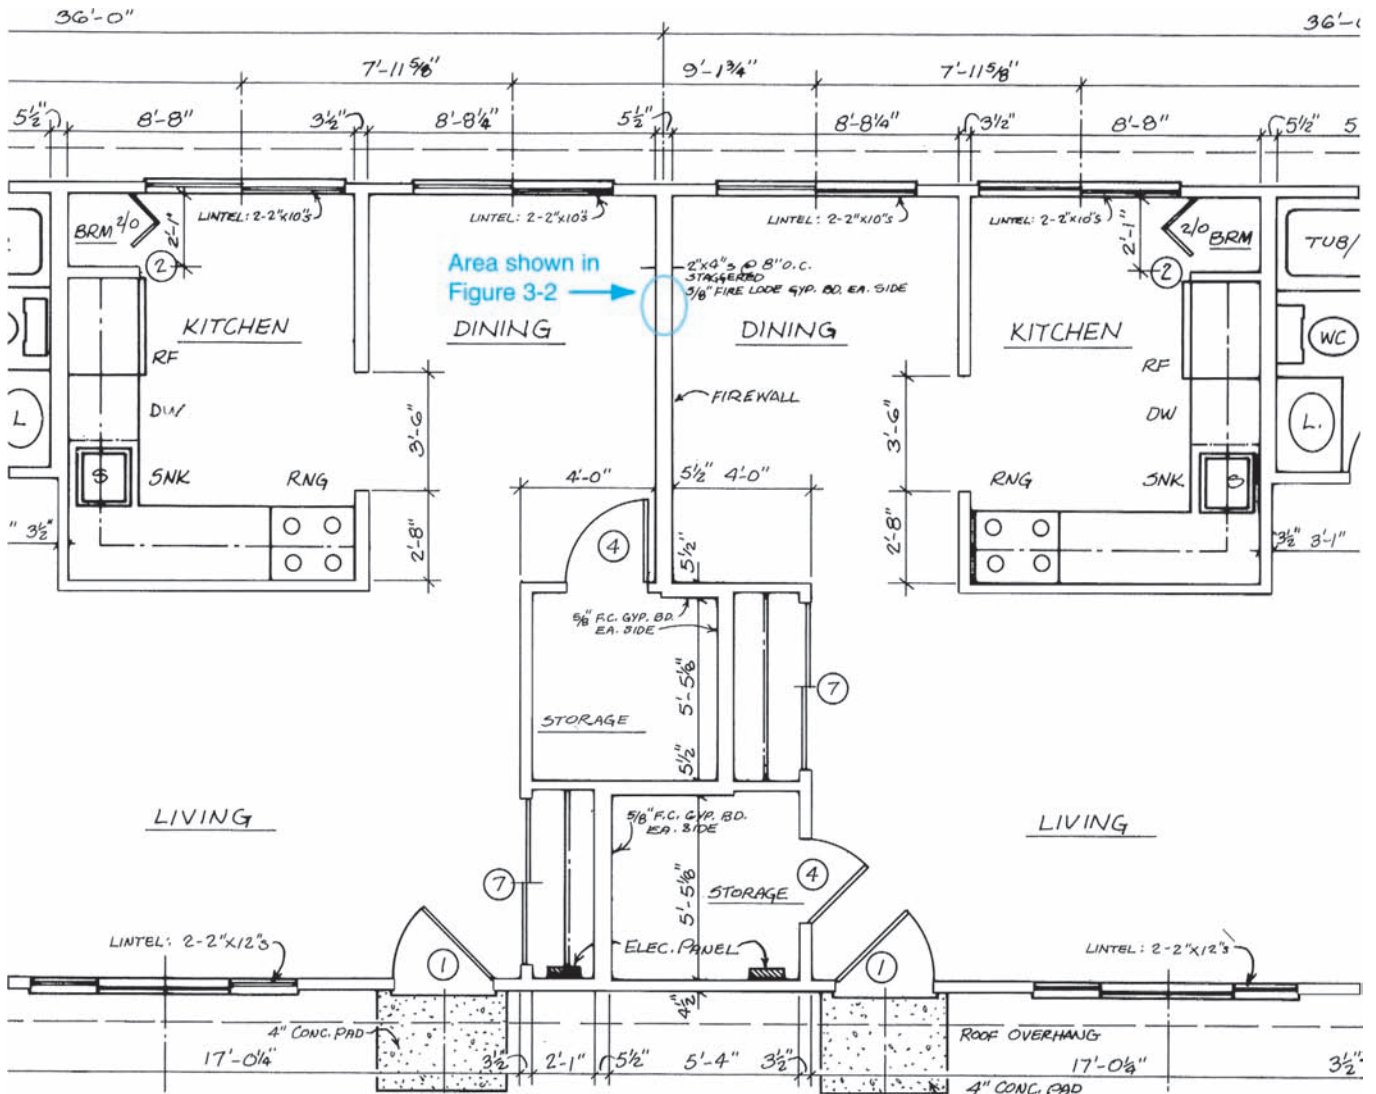 36'-0"
7'-11 5/8"
9'-1 3/4"
7'-11 5/8"
5 1/2"
8'-8"
3 1/2"
8'-8 1/4"
5 1/2"
8'-8 1/4"
3 1/2"
8'-8"
5 1/2"
5
LINTEL: 2-2"X10"S
LINTEL: 2-2"X10"S
LINTEL: 2-2"X10"S
LINTEL: 2-2"X10"S
BRM 2/0
2'-1"
2
2'-1"
2/0 BRM
2
TUB/
Area shown in
Figure 3-2
2"X4"S @ 8" O.C.
STAGGERED
5/8" FIRE CODE GYP. BD. EA. SIDE
KITCHEN
DINING
DINING
KITCHEN
WC
RF
RF
FIREWALL
L
DW
3'-6"
3'-6"
DW
L.
S
SNK
RNG
4'-0"
5 1/2"
4'-0"
RNG
SNK
S
" 3 1/2"
2'-8"
4
5 1/2"
2'-8"
3 1/2"
3'-1"
5/8" F.C. GYP. BD.
EA. SIDE
5'-5 1/8"
7
STORAGE
5 1/2"
LIVING
5/8" F.C. GYP. BD.
EA. SIDE
LIVING
7
5'-5 1/8"
STORAGE
4
LINTEL: 2-2"X12"S
1
ELEC. PANEL
1
LINTEL: 2-2"X12"S
4 1/2"
4" CONC. PAD
ROOF OVERHANG
17'-0 1/4"
3 1/2"
2'-1"
5 1/2"
5'-4"
3 1/2"
17'-0 1/4"
3 1/2"
4" CONC. PAD